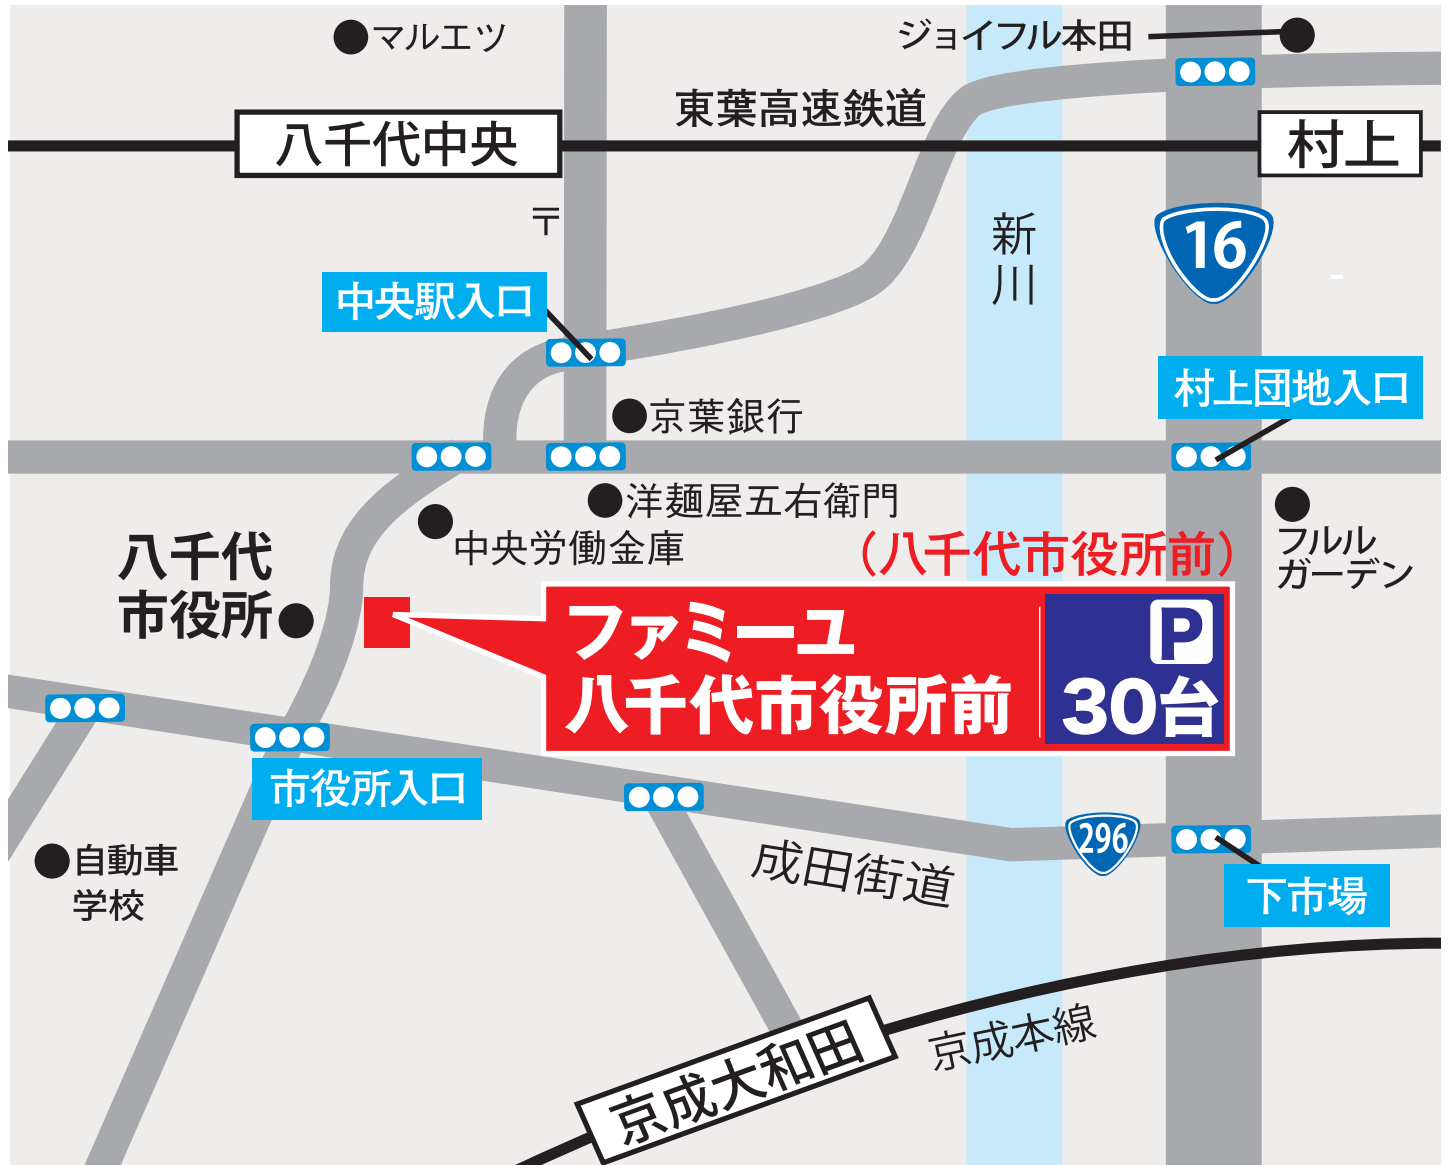 マルエツ
ジョイフル本田
東葉高速鉄道
八千代中央
村上
〒
新川
16
中央駅入口
村上団地入口
京葉銀行
洋麺屋五右衛門
中央労働金庫
フルル
ガーデン
八千代
市役所
（八千代市役所前）
ファミーユ
八千代市役所前
P
30台
市役所入口
自動車
学校
成田街道
296
下市場
京成本線
京成大和田